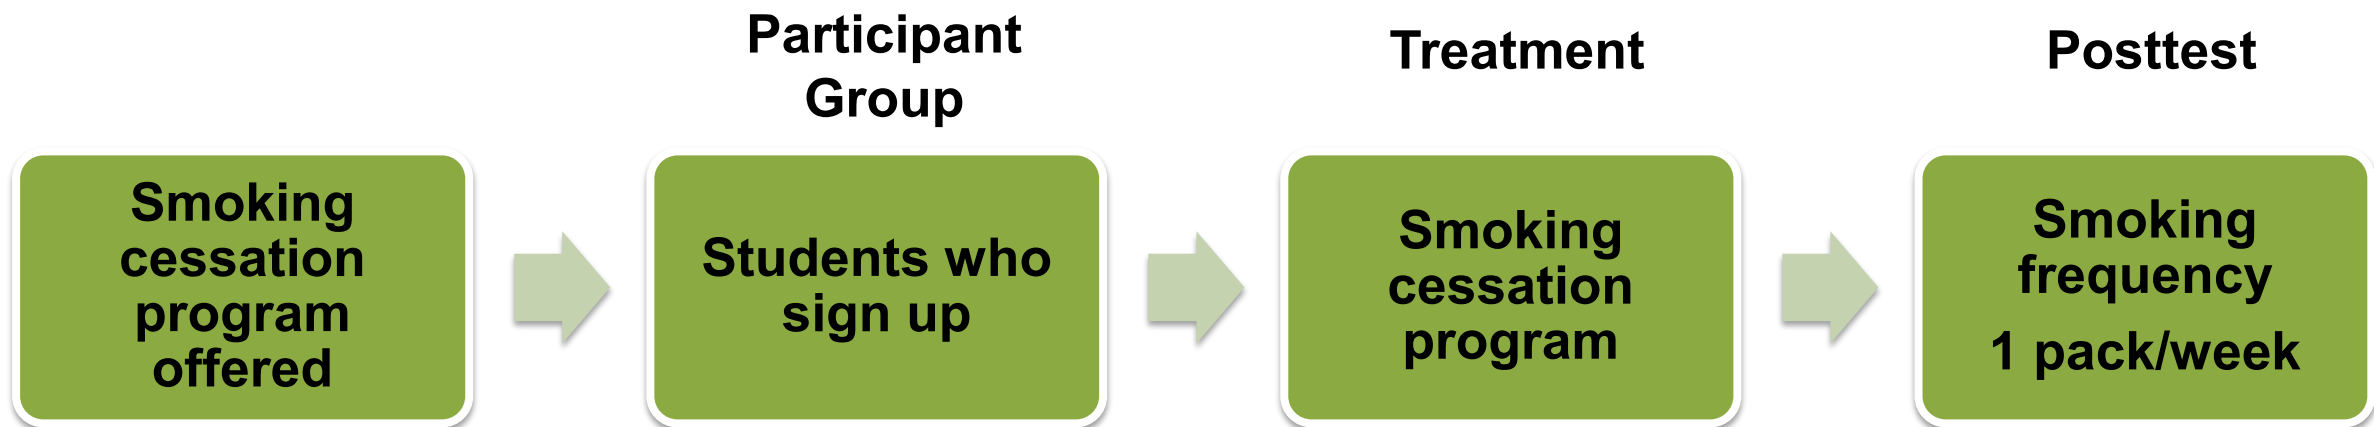 Participant
Group
Treatment
Posttest
Smoking
cessation
program
offered
Students who
sign up
Smoking
cessation
program
Smoking
frequency
1 pack/week